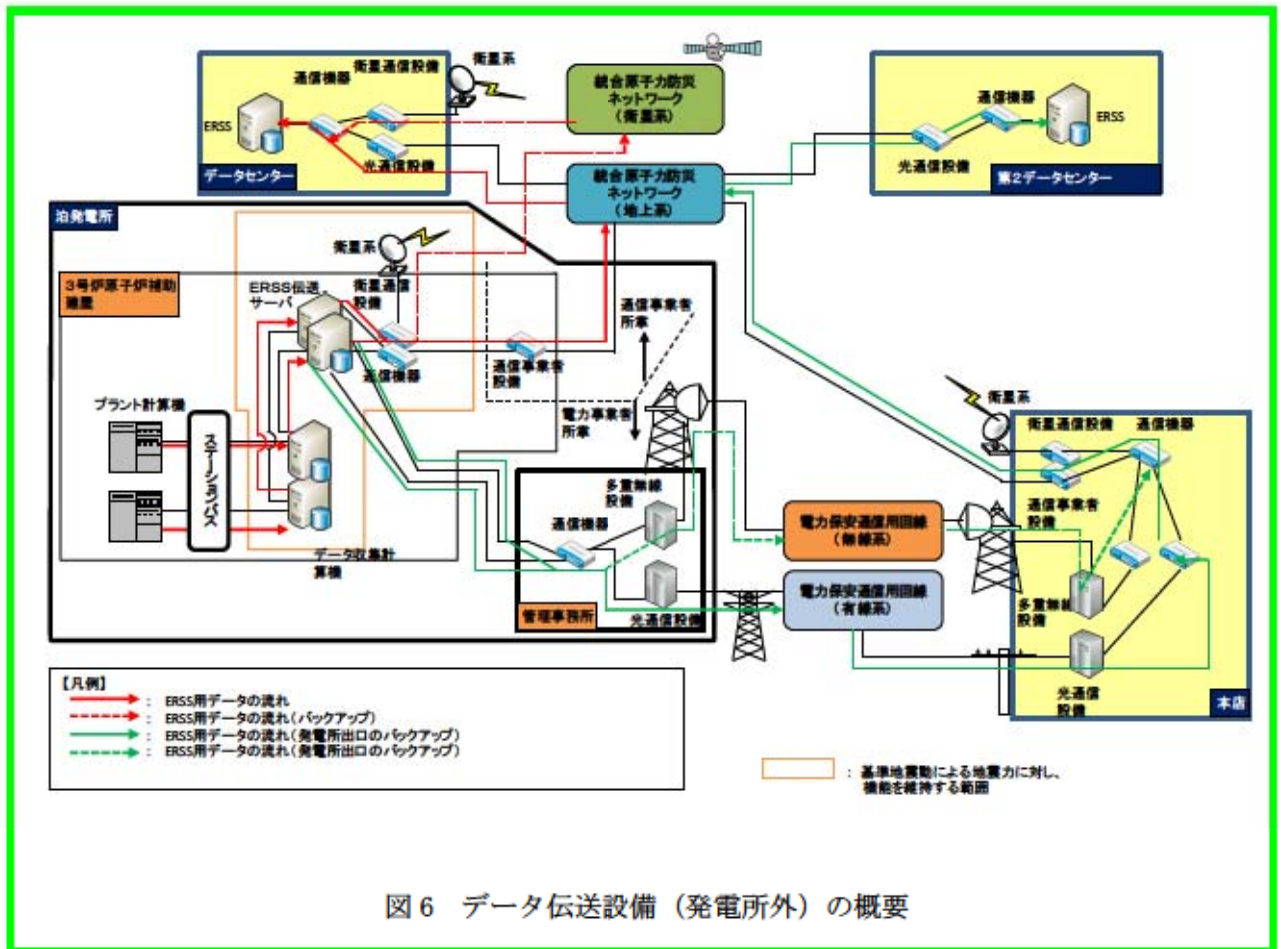 通信機器
衛星通信設備
衛星系
ERSS
光通信設備
データセンター
統合原子力防災
ネットワーク
(衛星系)
統合原子力防災
ネットワーク
(地上系)
通信機器
ERSS
光通信設備
第2データセンター
泊発電所
3号炉原子炉補助
建屋
ERSS伝送
サーバ
衛星系
衛星通信
設備
通信機器
通信事業者
設備
通信事業者
所掌
電力事業者
所掌
プラント計算機
ステーションバス
データ収集計
算機
通信機器
多重無線
設備
管理事務所
光通信設備
電力保安通信用回線
(無線系)
電力保安通信用回線
(有線系)
衛星系
衛星通信設備
通信機器
通信事業者
設備
多重無線
設備
光通信
設備
本店
【凡例】
: ERSS用データの流れ
: ERSS用データの流れ(バックアップ)
: ERSS用データの流れ(発電所出口のバックアップ)
: ERSS用データの流れ(発電所出口のバックアップ)
: 基準地震動による地震力に対し、
機能を維持する範囲
図6 データ伝送設備(発電所外)の概要